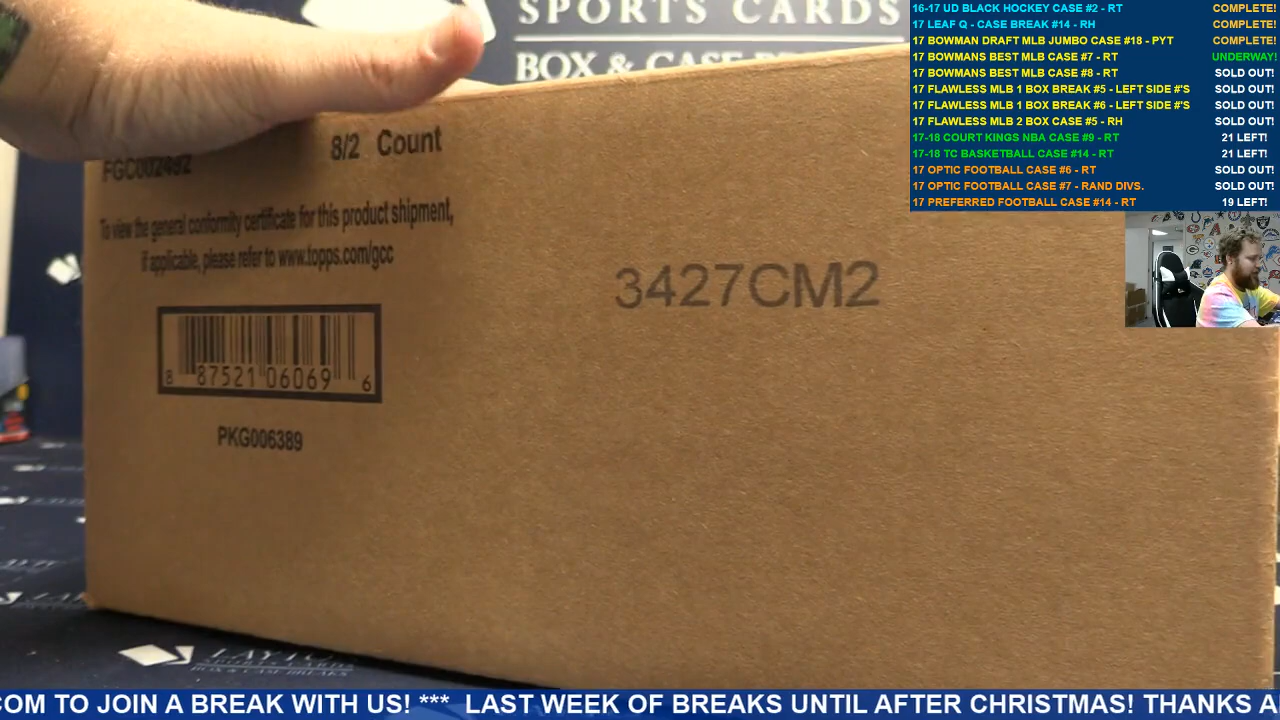 SPORTS CARDS
BOX & CASE
16-17 UD BLACK HOCKEY CASE #2 - RT COMPLETE!
17 LEAF Q - CASE BREAK #14 - RH COMPLETE!
17 BOWMAN DRAFT MLB JUMBO CASE #18 - PYT COMPLETE!
17 BOWMANS BEST MLB CASE #7 - RT UNDERWAY!
17 BOWMANS BEST MLB CASE #8 - RT SOLD OUT!
17 FLAWLESS MLB 1 BOX BREAK #5 - LEFT SIDE #'S SOLD OUT!
17 FLAWLESS MLB 1 BOX BREAK #6 - LEFT SIDE #'S SOLD OUT!
17 FLAWLESS MLB 2 BOX CASE #5 - RH SOLD OUT!
17-18 COURT KINGS NBA CASE #9 - RT 21 LEFT!
17-18 TC BASKETBALL CASE #14 - RT 21 LEFT!
17 OPTIC FOOTBALL CASE #6 - RT SOLD OUT!
17 OPTIC FOOTBALL CASE #7 - RAND DIVS. SOLD OUT!
17 PREFERRED FOOTBALL CASE #14 - RT 19 LEFT!
8/2 Count
FGC002492
To view the general conformity certificate for this product shipment,
if applicable, please refer to www.topps.com/gcc
3427CM2
8 87521 06069 6
PKG006389
SPORTS CARDS
BOX & CASE BREAKS
COM TO JOIN A BREAK WITH US! *** LAST WEEK OF BREAKS UNTIL AFTER CHRISTMAS! THANKS A